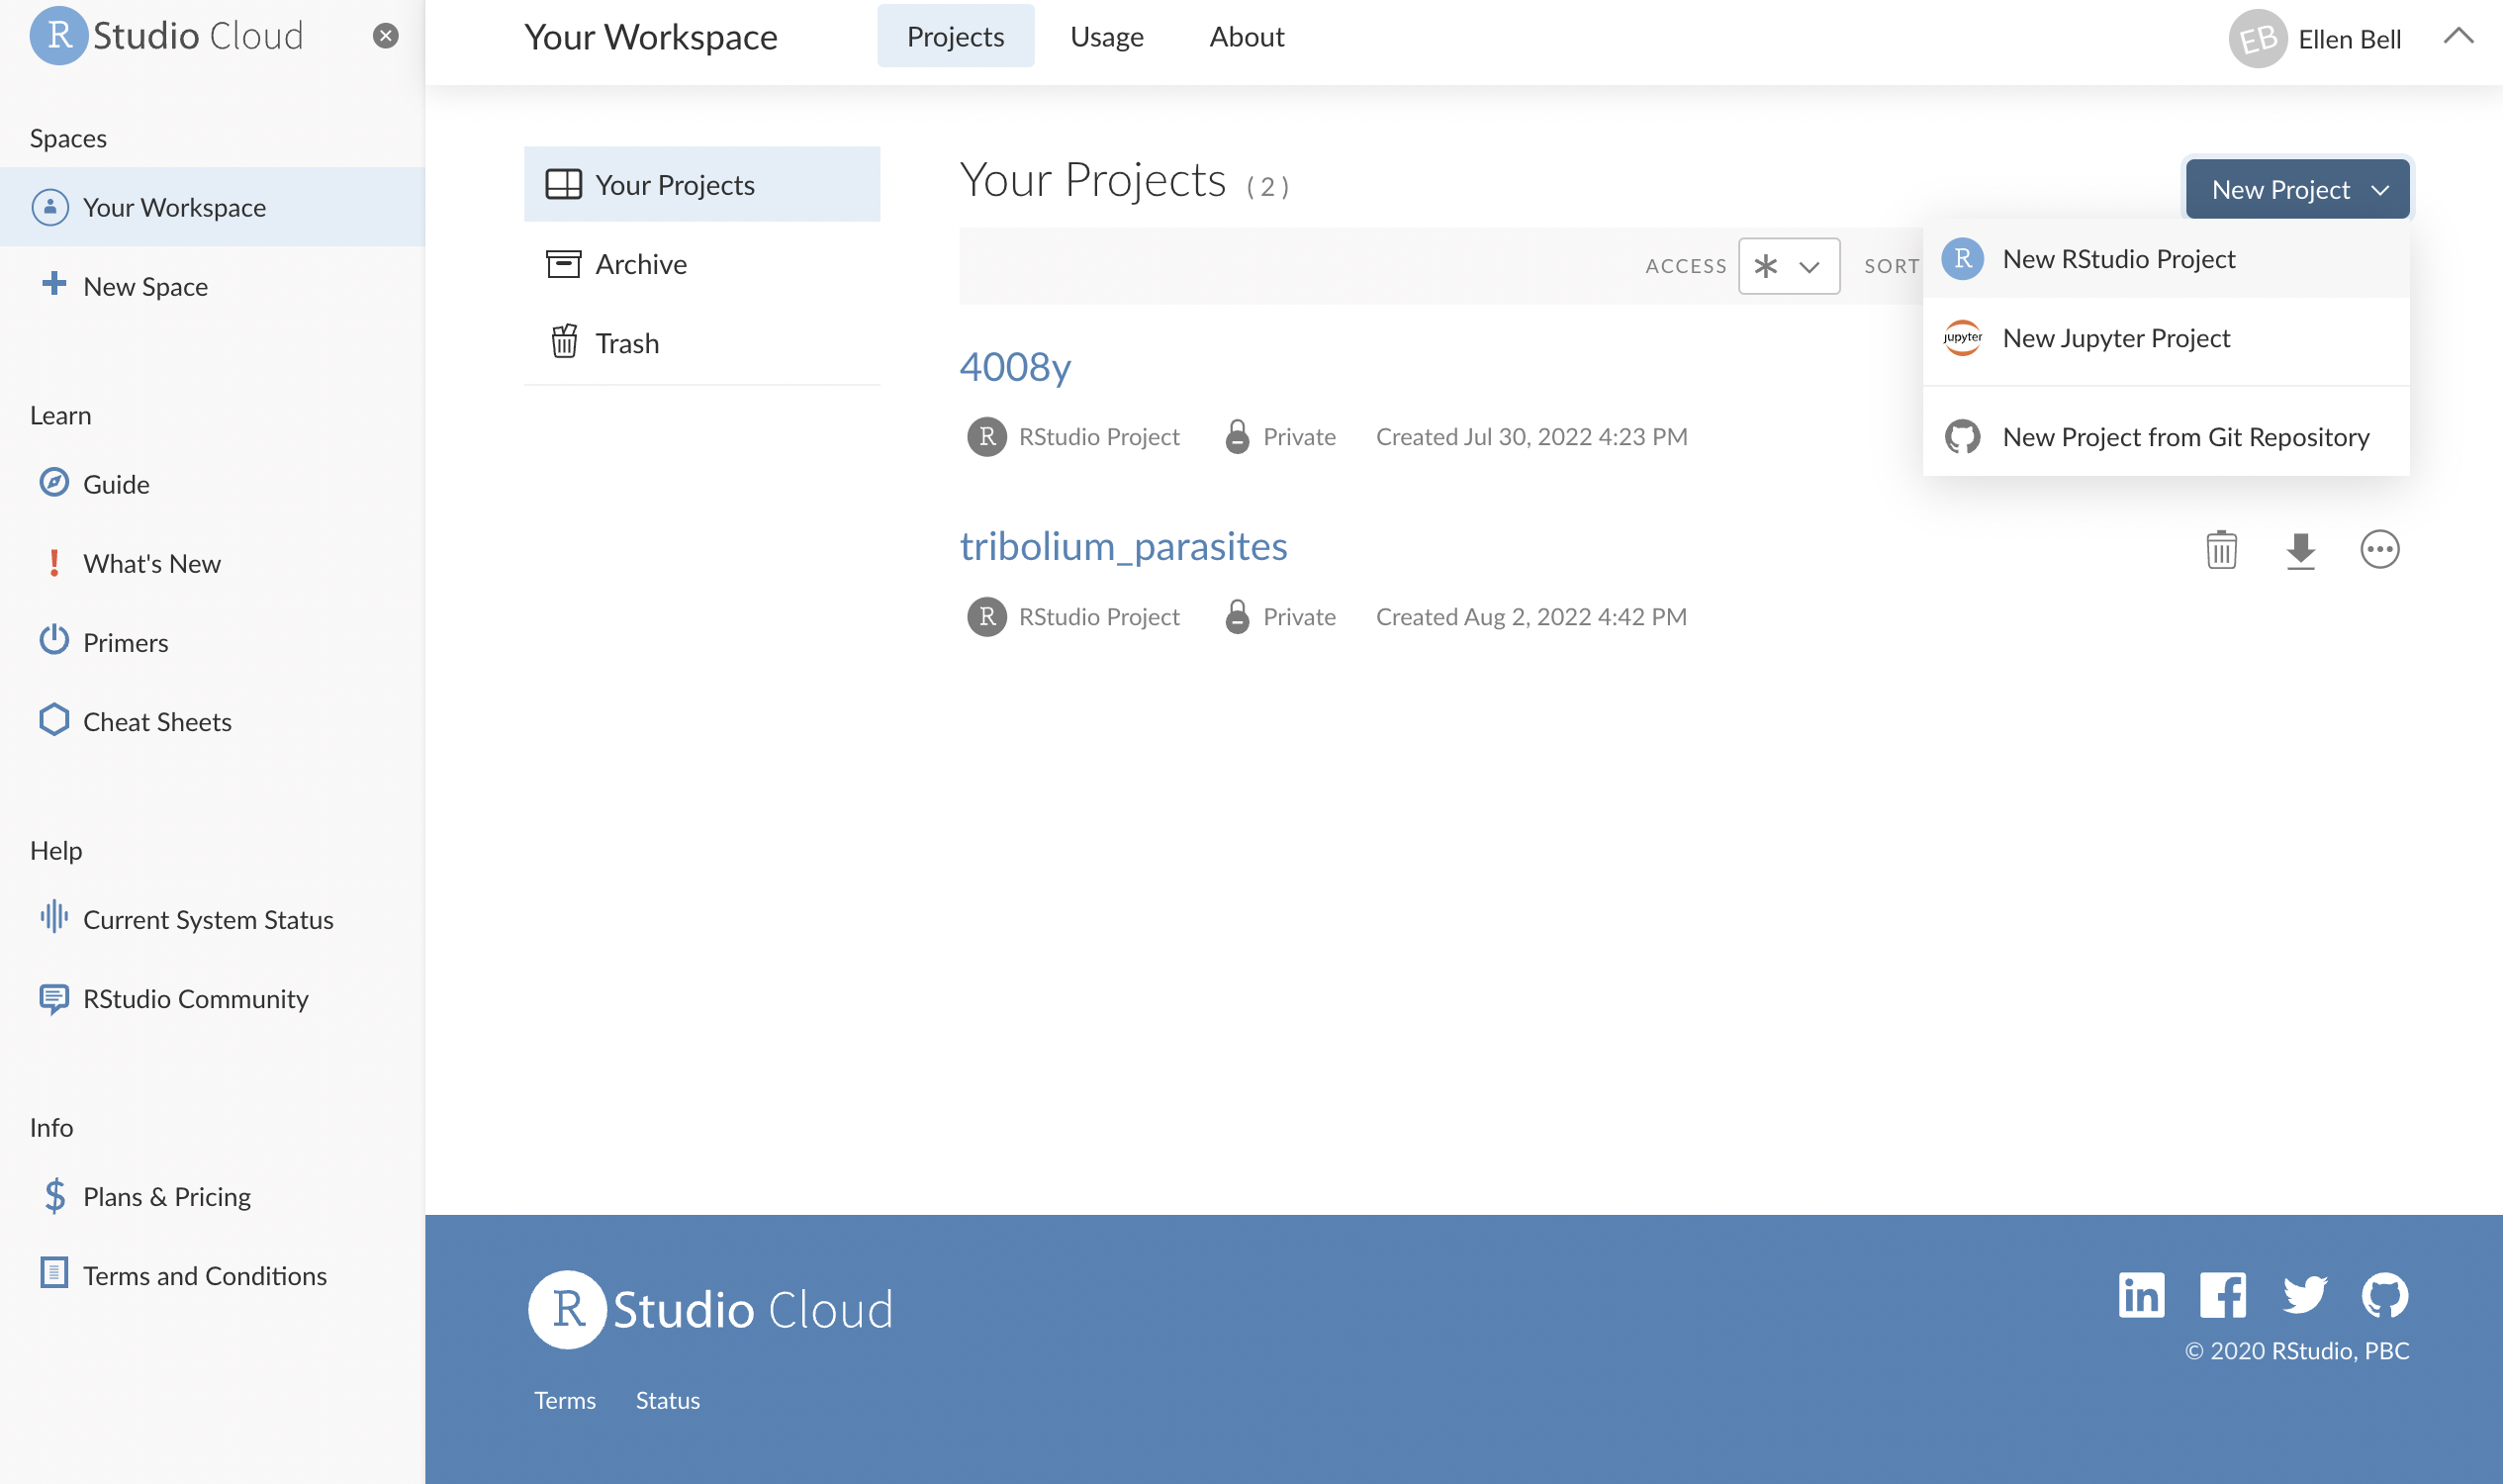 R Studio Cloud
Spaces
Your Workspace
New Space
Learn
Guide
What's New
Primers
Cheat Sheets
Help
Current System Status
RStudio Community
Info
Plans & Pricing
Terms and Conditions
Your Workspace Projects Usage About EB Ellen Bell
Your Projects
Archive
Trash
Your Projects (2)
New Project
ACCESS * SORT
New RStudio Project
jupyter New Jupyter Project
New Project from Git Repository
4008y
R RStudio Project Private Created Jul 30, 2022 4:23 PM
tribolium_parasites
R RStudio Project Private Created Aug 2, 2022 4:42 PM
R Studio Cloud
Terms Status
© 2020 RStudio, PBC